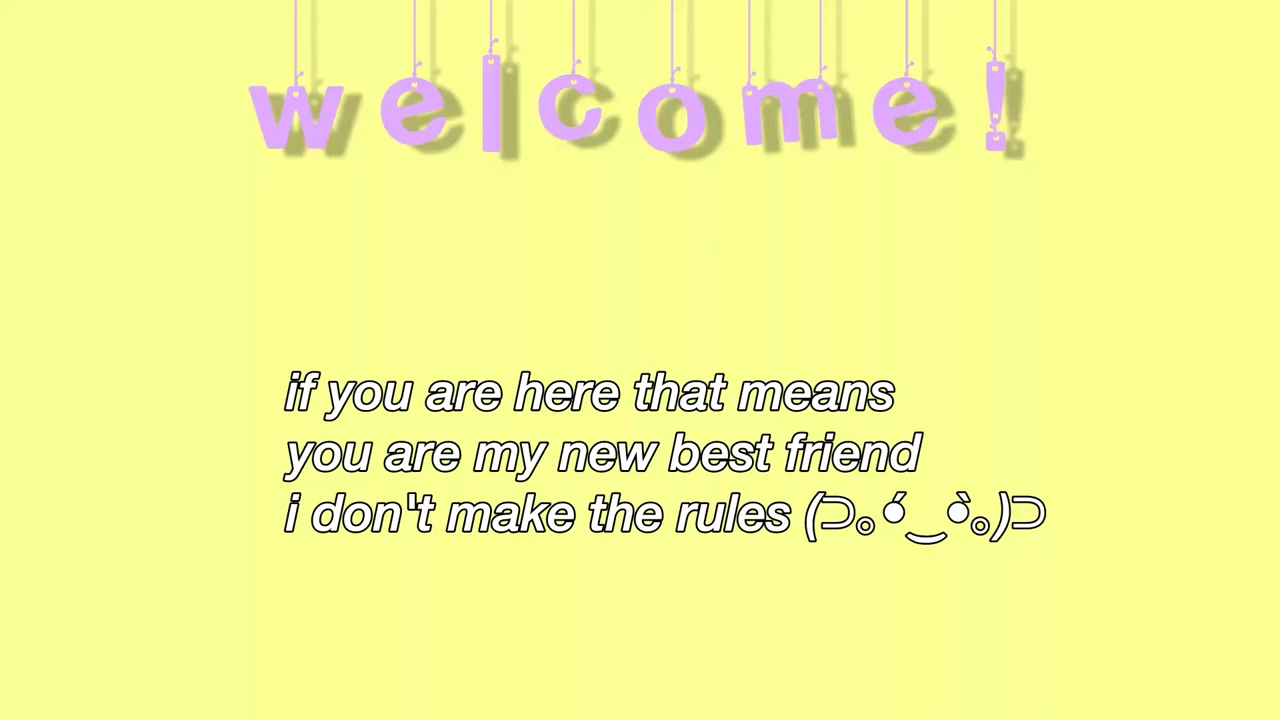 welcome!
if you are here that means
you are my new best friend
i don't make the rules (⊃｡•́‿•̀｡)⊃